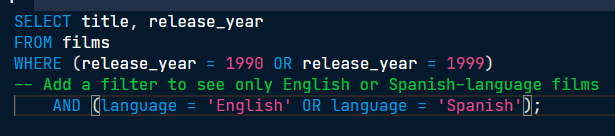 SELECT title, release_year
FROM films
WHERE (release_year = 1990 OR release_year = 1999)
-- Add a filter to see only English or Spanish-language films
    AND (language = 'English' OR language = 'Spanish');